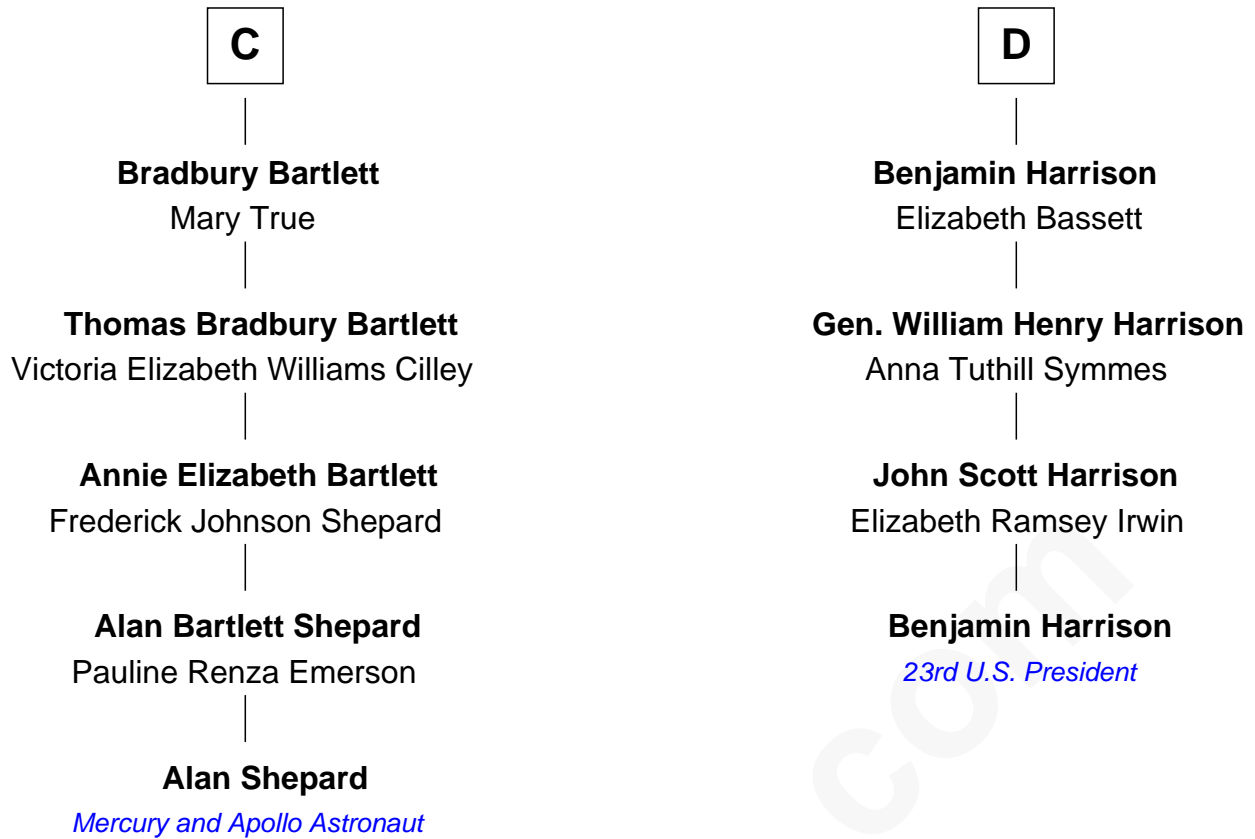 C
Bradbury Bartlett
Mary True
Thomas Bradbury Bartlett
Victoria Elizabeth Williams Cilley
Annie Elizabeth Bartlett
Frederick Johnson Shepard
Alan Bartlett Shepard
Pauline Renza Emerson
Alan Shepard
Mercury and Apollo Astronaut
D
Benjamin Harrison
Elizabeth Bassett
Gen. William Henry Harrison
Anna Tuthill Symmes
John Scott Harrison
Elizabeth Ramsey Irwin
Benjamin Harrison
23rd U.S. President
com